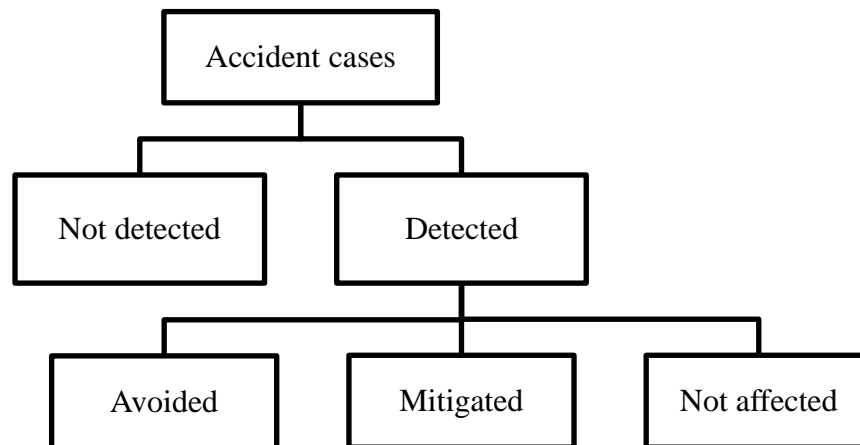 Accident cases
Not detected
Detected
Avoided
Mitigated
Not affected